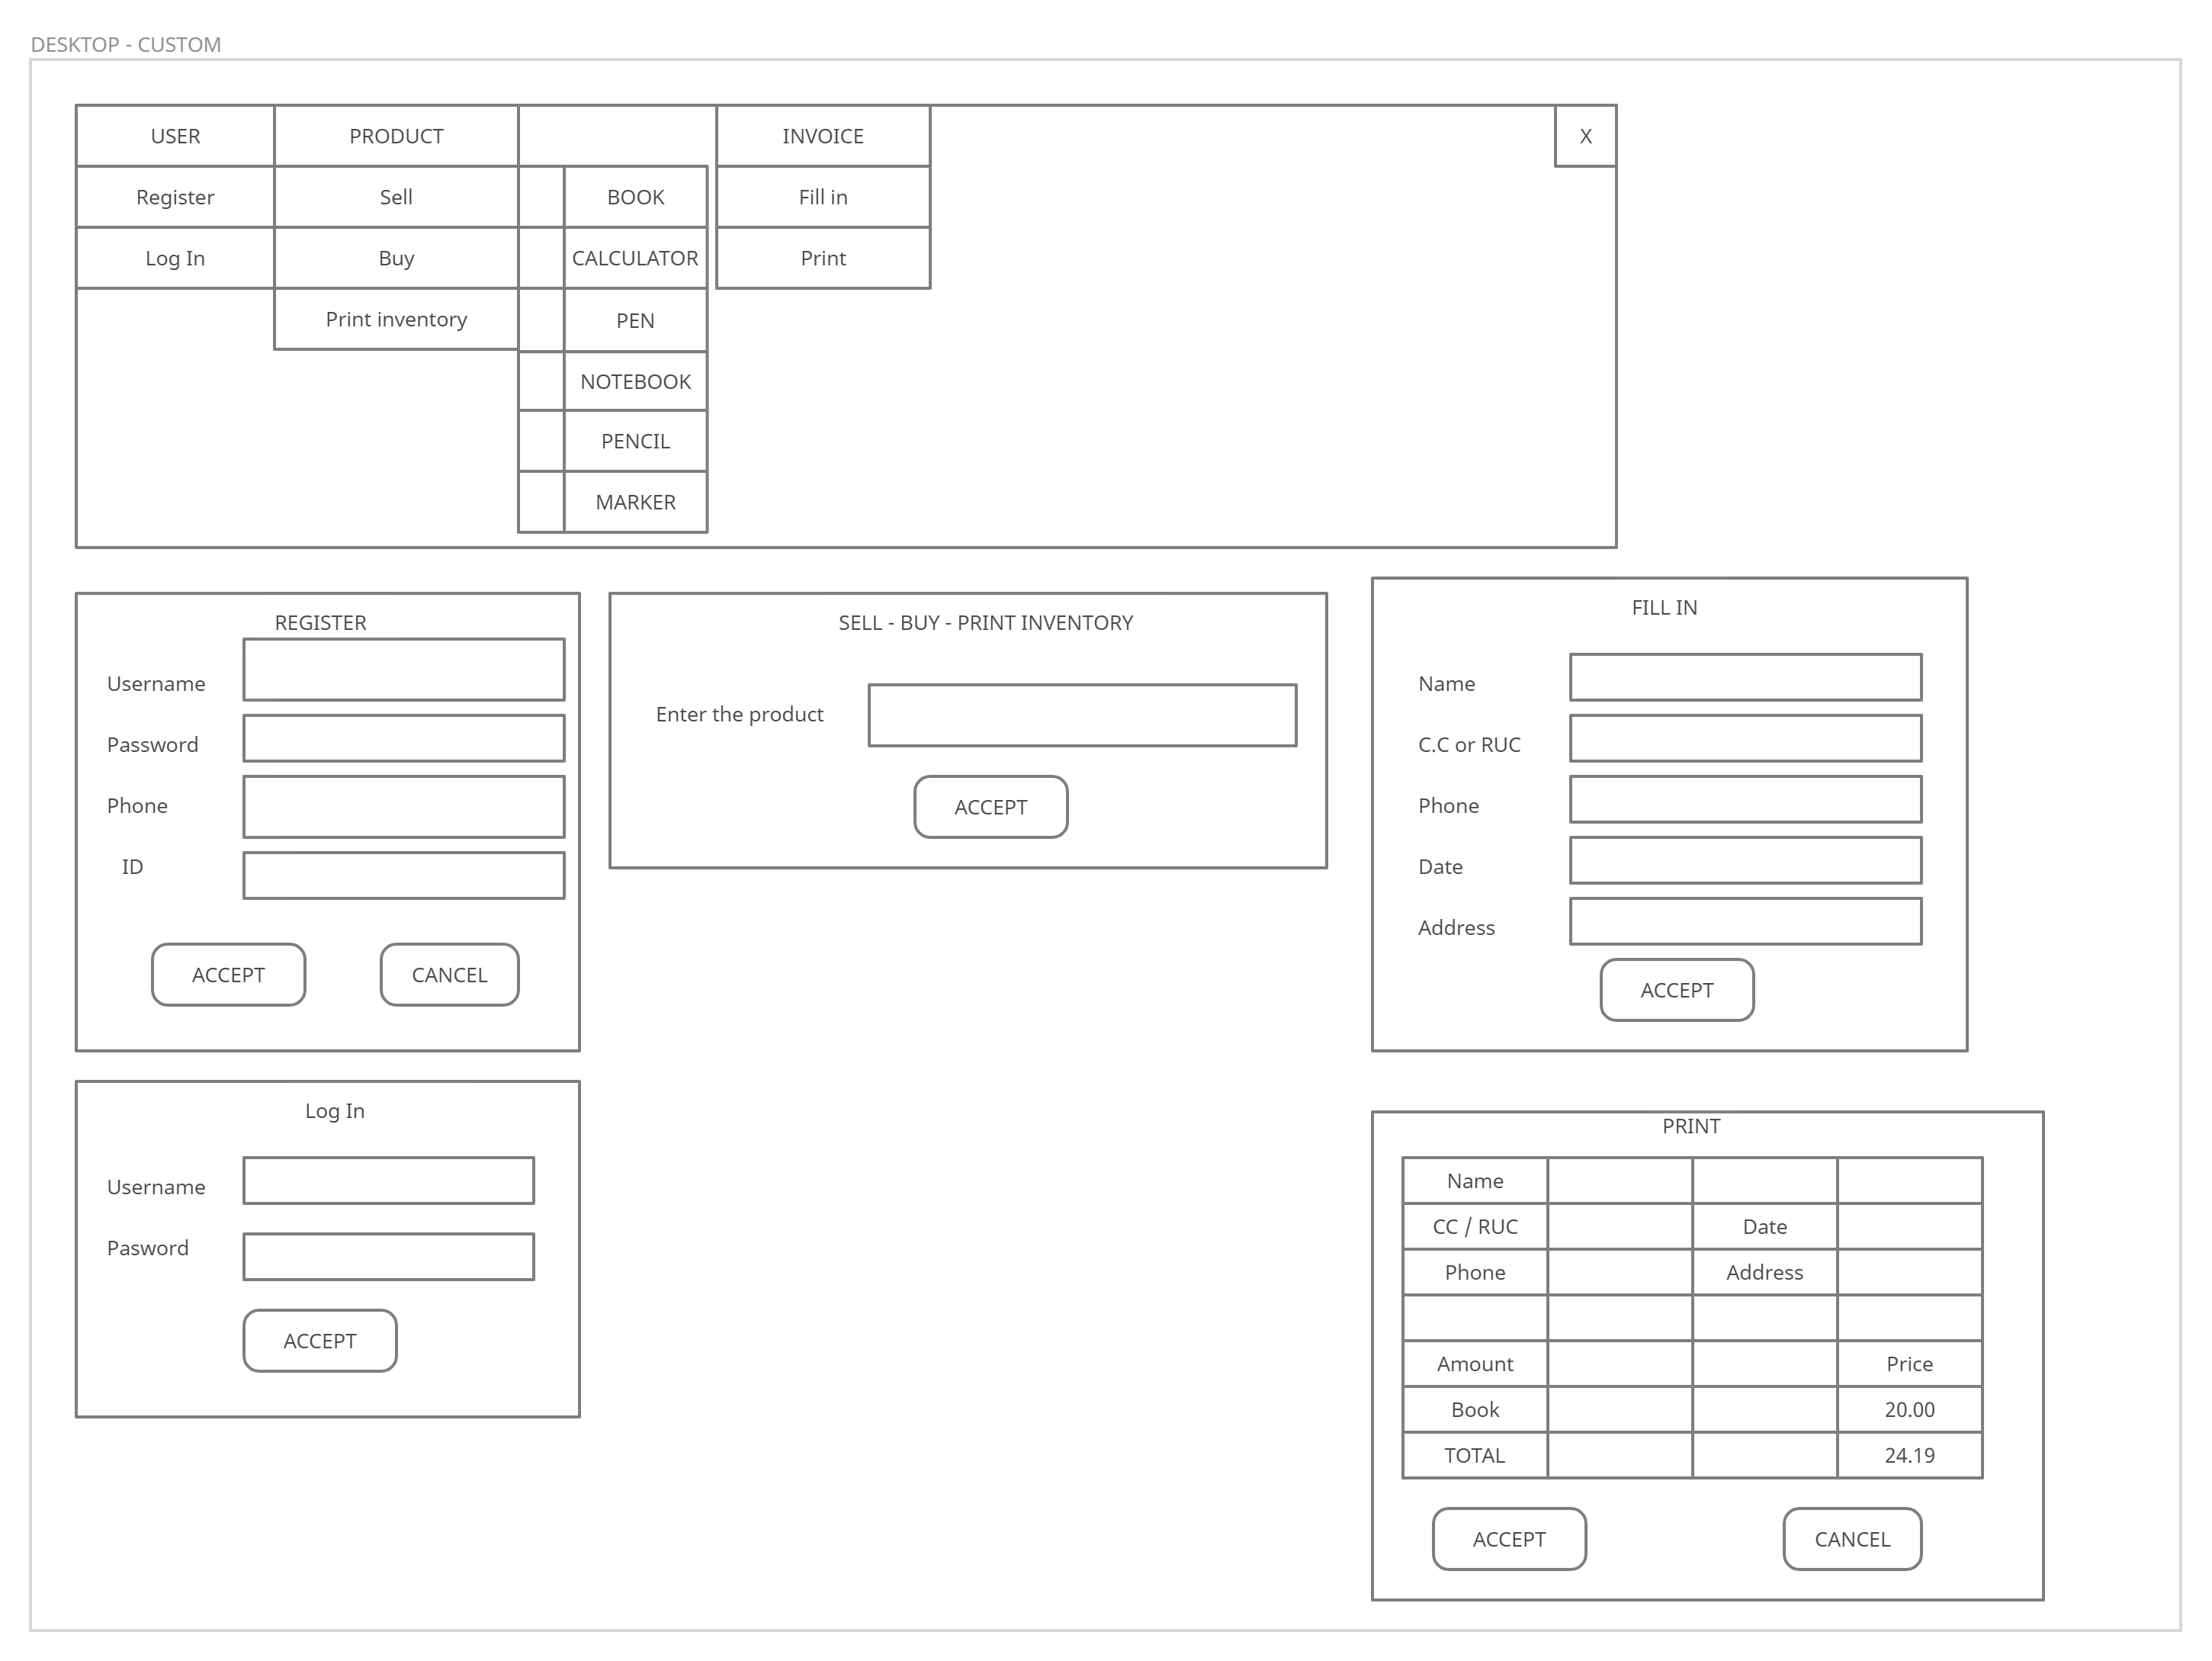 DESKTOP - CUSTOM
USER PRODUCT INVOICE X
Register Sell BOOK Fill in
Log In Buy CALCULATOR Print
Print inventory PEN
NOTEBOOK
PENCIL
MARKER
REGISTER
Username
Password
Phone
ID
ACCEPT CANCEL
SELL - BUY - PRINT INVENTORY
Enter the product
ACCEPT
FILL IN
Name
C.C or RUC
Phone
Date
Address
ACCEPT
Log In
Username
Pasword
ACCEPT
PRINT
Name
CC / RUC Date
Phone Address
Amount Price
Book 20.00
TOTAL 24.19
ACCEPT CANCEL